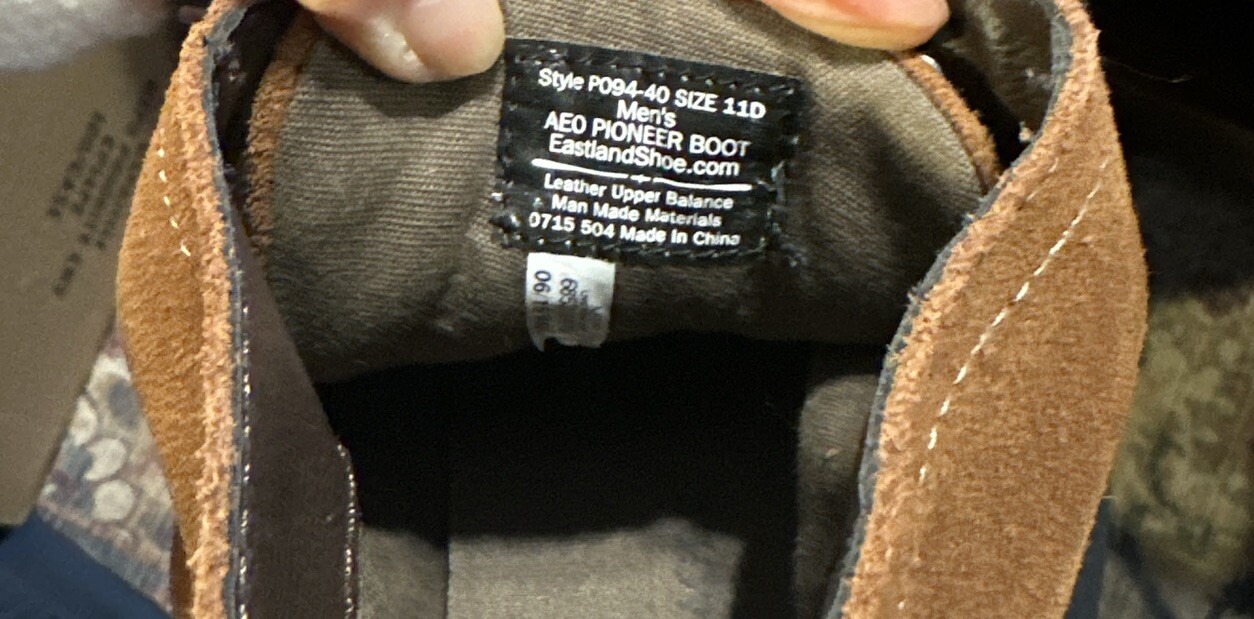 Style P094-40 SIZE 11D
Men's
AEO PIONEER BOOT
EastlandShoe.com
Leather Upper Balance
Man Made Materials
0715 504 Made In China